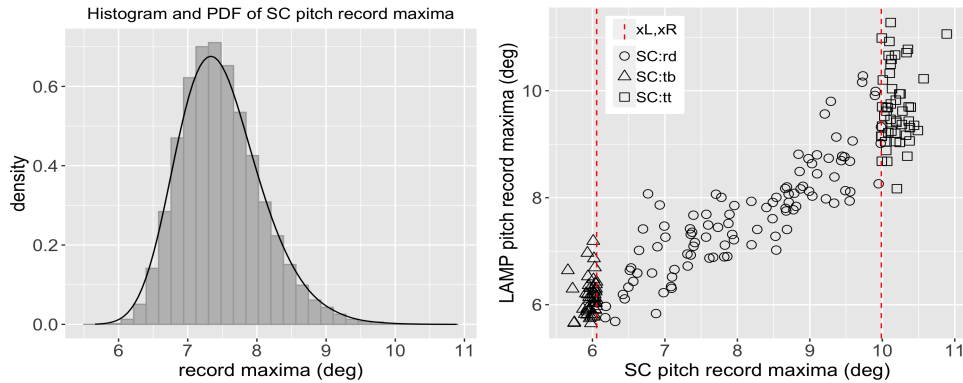 Histogram and PDF of SC pitch record maxima
density
0.6
0.4
0.2
0.0
6 7 8 9 10 11
record maxima (deg)
LAMP pitch record maxima (deg)
10
8
6
xL,xR
SC:rd
SC:tb
SC:tt
6 7 8 9 10 11
SC pitch record maxima (deg)